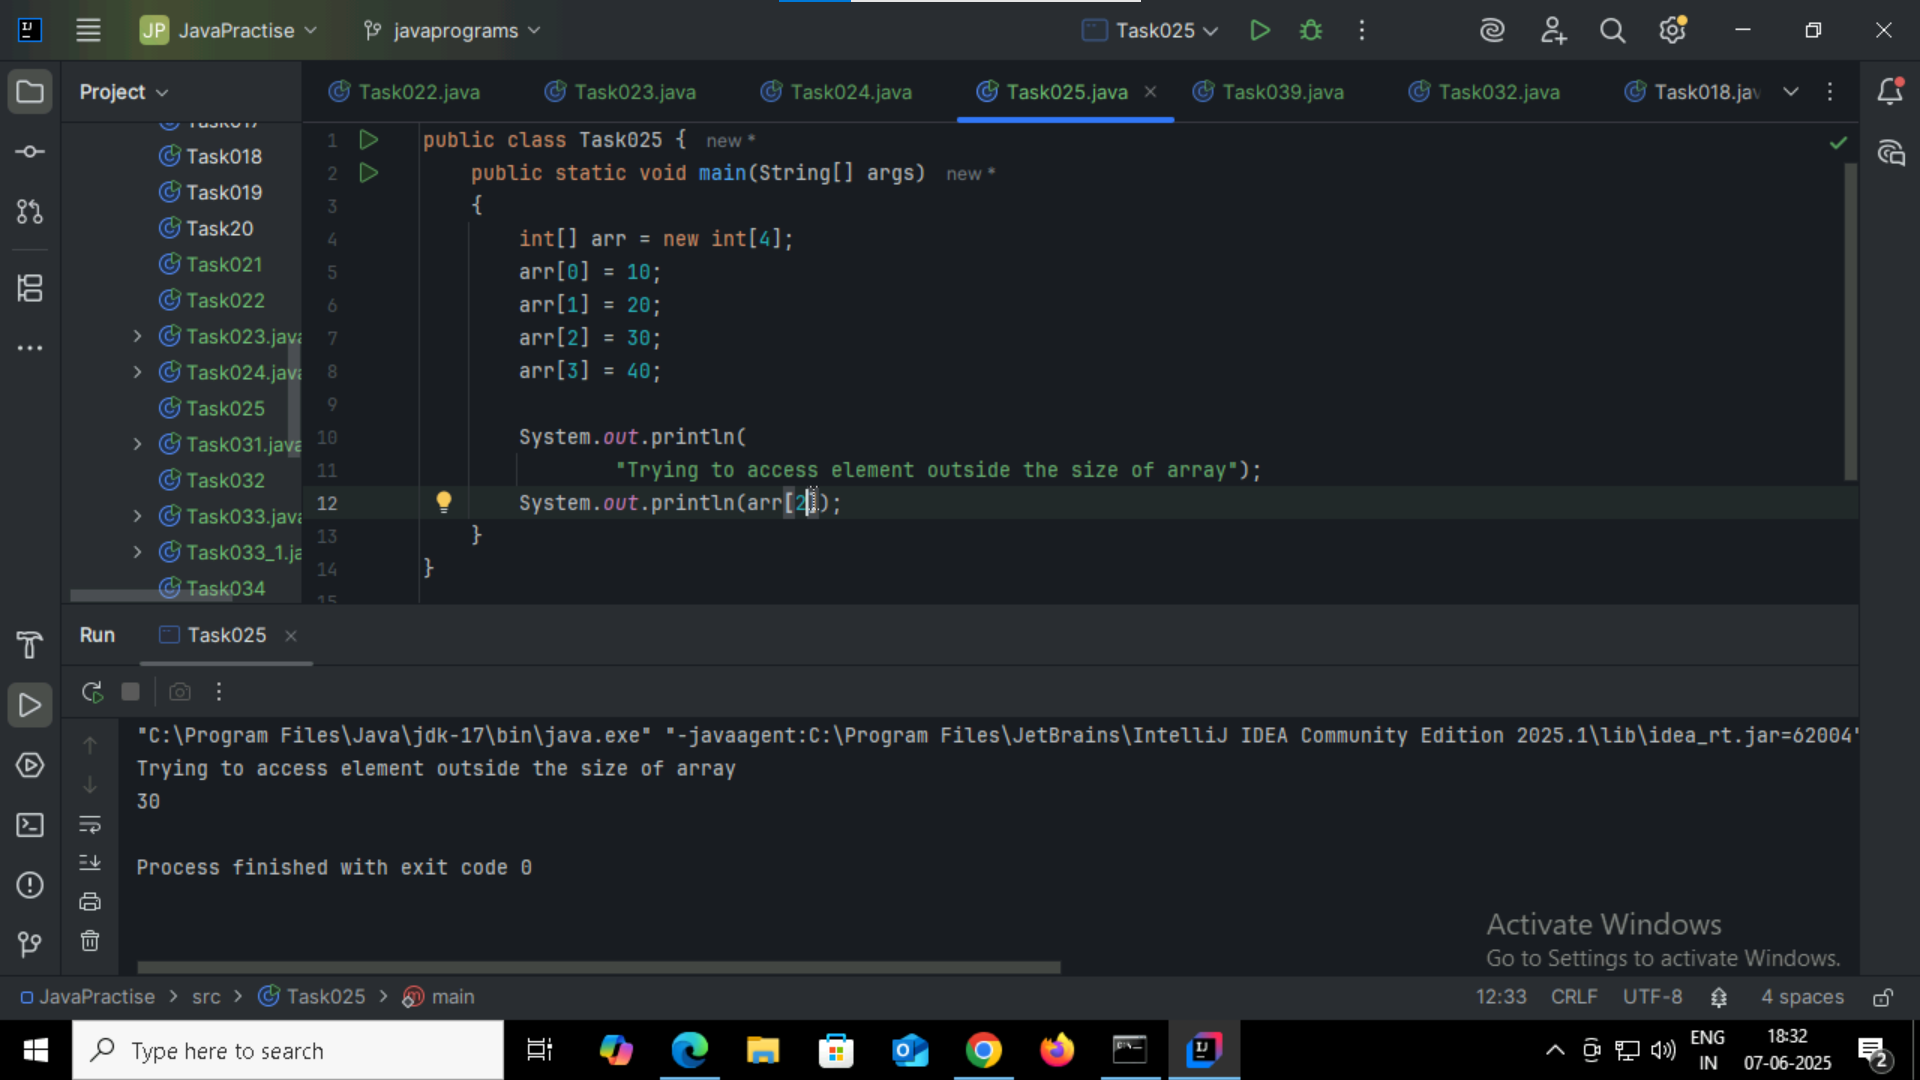 JP JavaPractise javaprograms Task025
Project Task022.java Task023.java Task024.java Task025.java Task039.java Task032.java Task018.jav
Task018
Task019
Task20
Task021
Task022
Task023.java
Task024.java
Task025
Task031.java
Task032
Task033.java
Task033_1.ja
Task034
1 public class Task025 { new *
2 public static void main(String[] args) new *
3 {
4 int[] arr = new int[4];
5 arr[0] = 10;
6 arr[1] = 20;
7 arr[2] = 30;
8 arr[3] = 40;
9
10 System.out.println(
11 "Trying to access element outside the size of array");
12 System.out.println(arr[2]);
13 }
14 }
15
Run Task025
"C:\Program Files\Java\jdk-17\bin\java.exe" "-javaagent:C:\Program Files\JetBrains\IntelliJ IDEA Community Edition 2025.1\lib\idea_rt.jar=62004"
Trying to access element outside the size of array
30
Process finished with exit code 0
Activate Windows
Go to Settings to activate Windows.
JavaPractise > src > Task025 > main 12:33 CRLF UTF-8 4 spaces
Type here to search
ENG
IN
18:32
07-06-2025
2